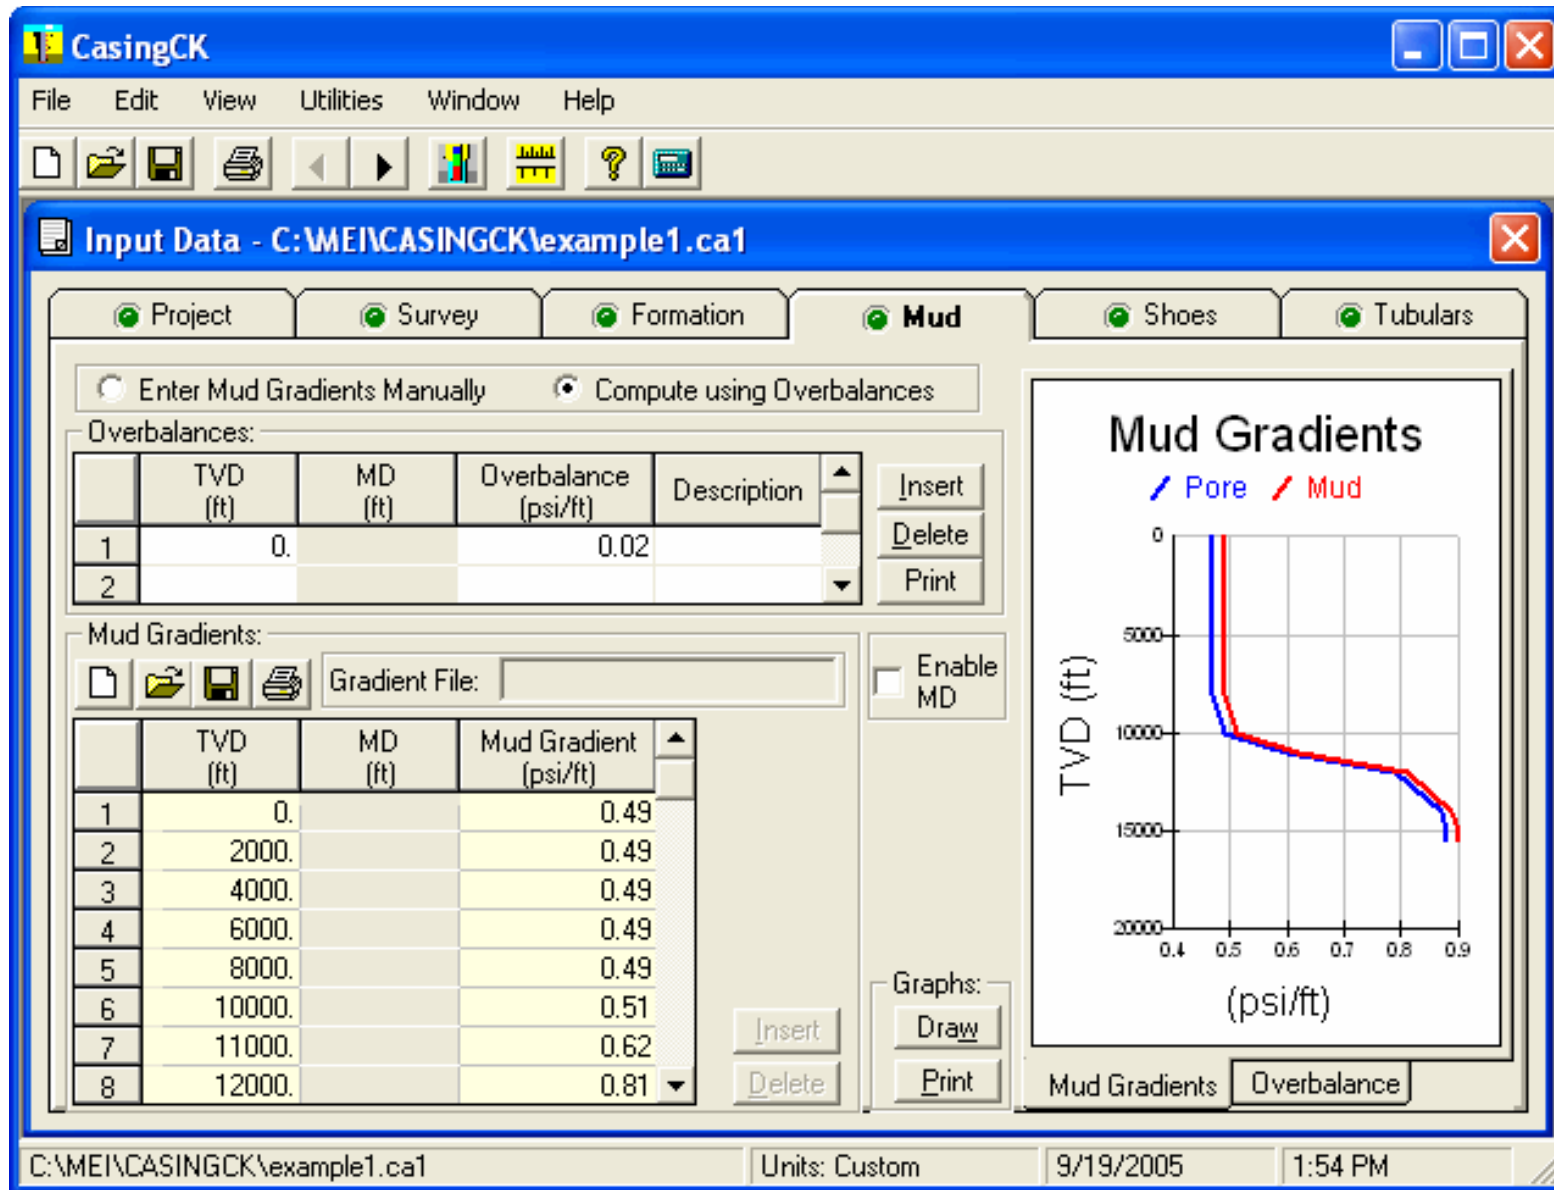 CasingCK
File Edit View Utilities Window Help
Input Data - C:\MEI\CASINGCK\example1.ca1
Project Survey Formation Mud Shoes Tubulars
Enter Mud Gradients Manually Compute using Overbalances
Overbalances:
TVD (ft) MD (ft) Overbalance (psi/ft) Description
1 0. 0.02
2
Insert
Delete
Print
Mud Gradients:
Gradient File:
Enable MD
TVD (ft) MD (ft) Mud Gradient (psi/ft)
1 0. 0.49
2 2000. 0.49
3 4000. 0.49
4 6000. 0.49
5 8000. 0.49
6 10000. 0.51
7 11000. 0.62
8 12000. 0.81
Insert
Delete
Graphs:
Draw
Print
Mud Gradients
Pore Mud
0
5000
10000
15000
20000
TVD (ft)
0.4 0.5 0.6 0.7 0.8 0.9
(psi/ft)
Mud Gradients Overbalance
C:\MEI\CASINGCK\example1.ca1 Units: Custom 9/19/2005 1:54 PM